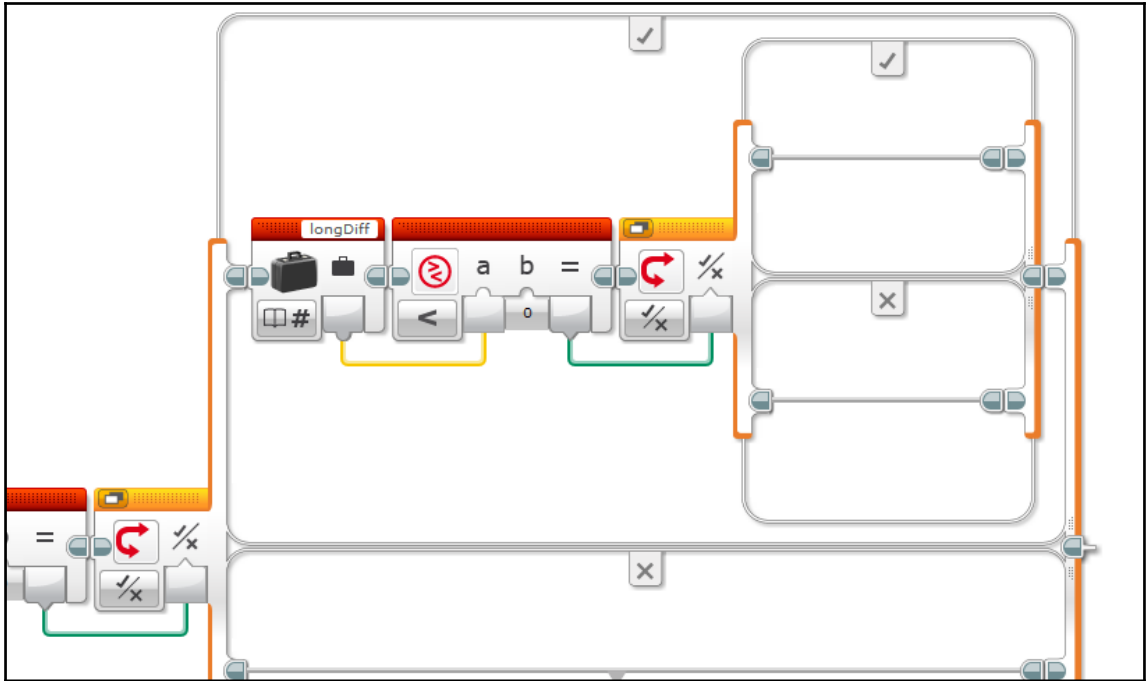 longDiff
a b =
# < 0
=